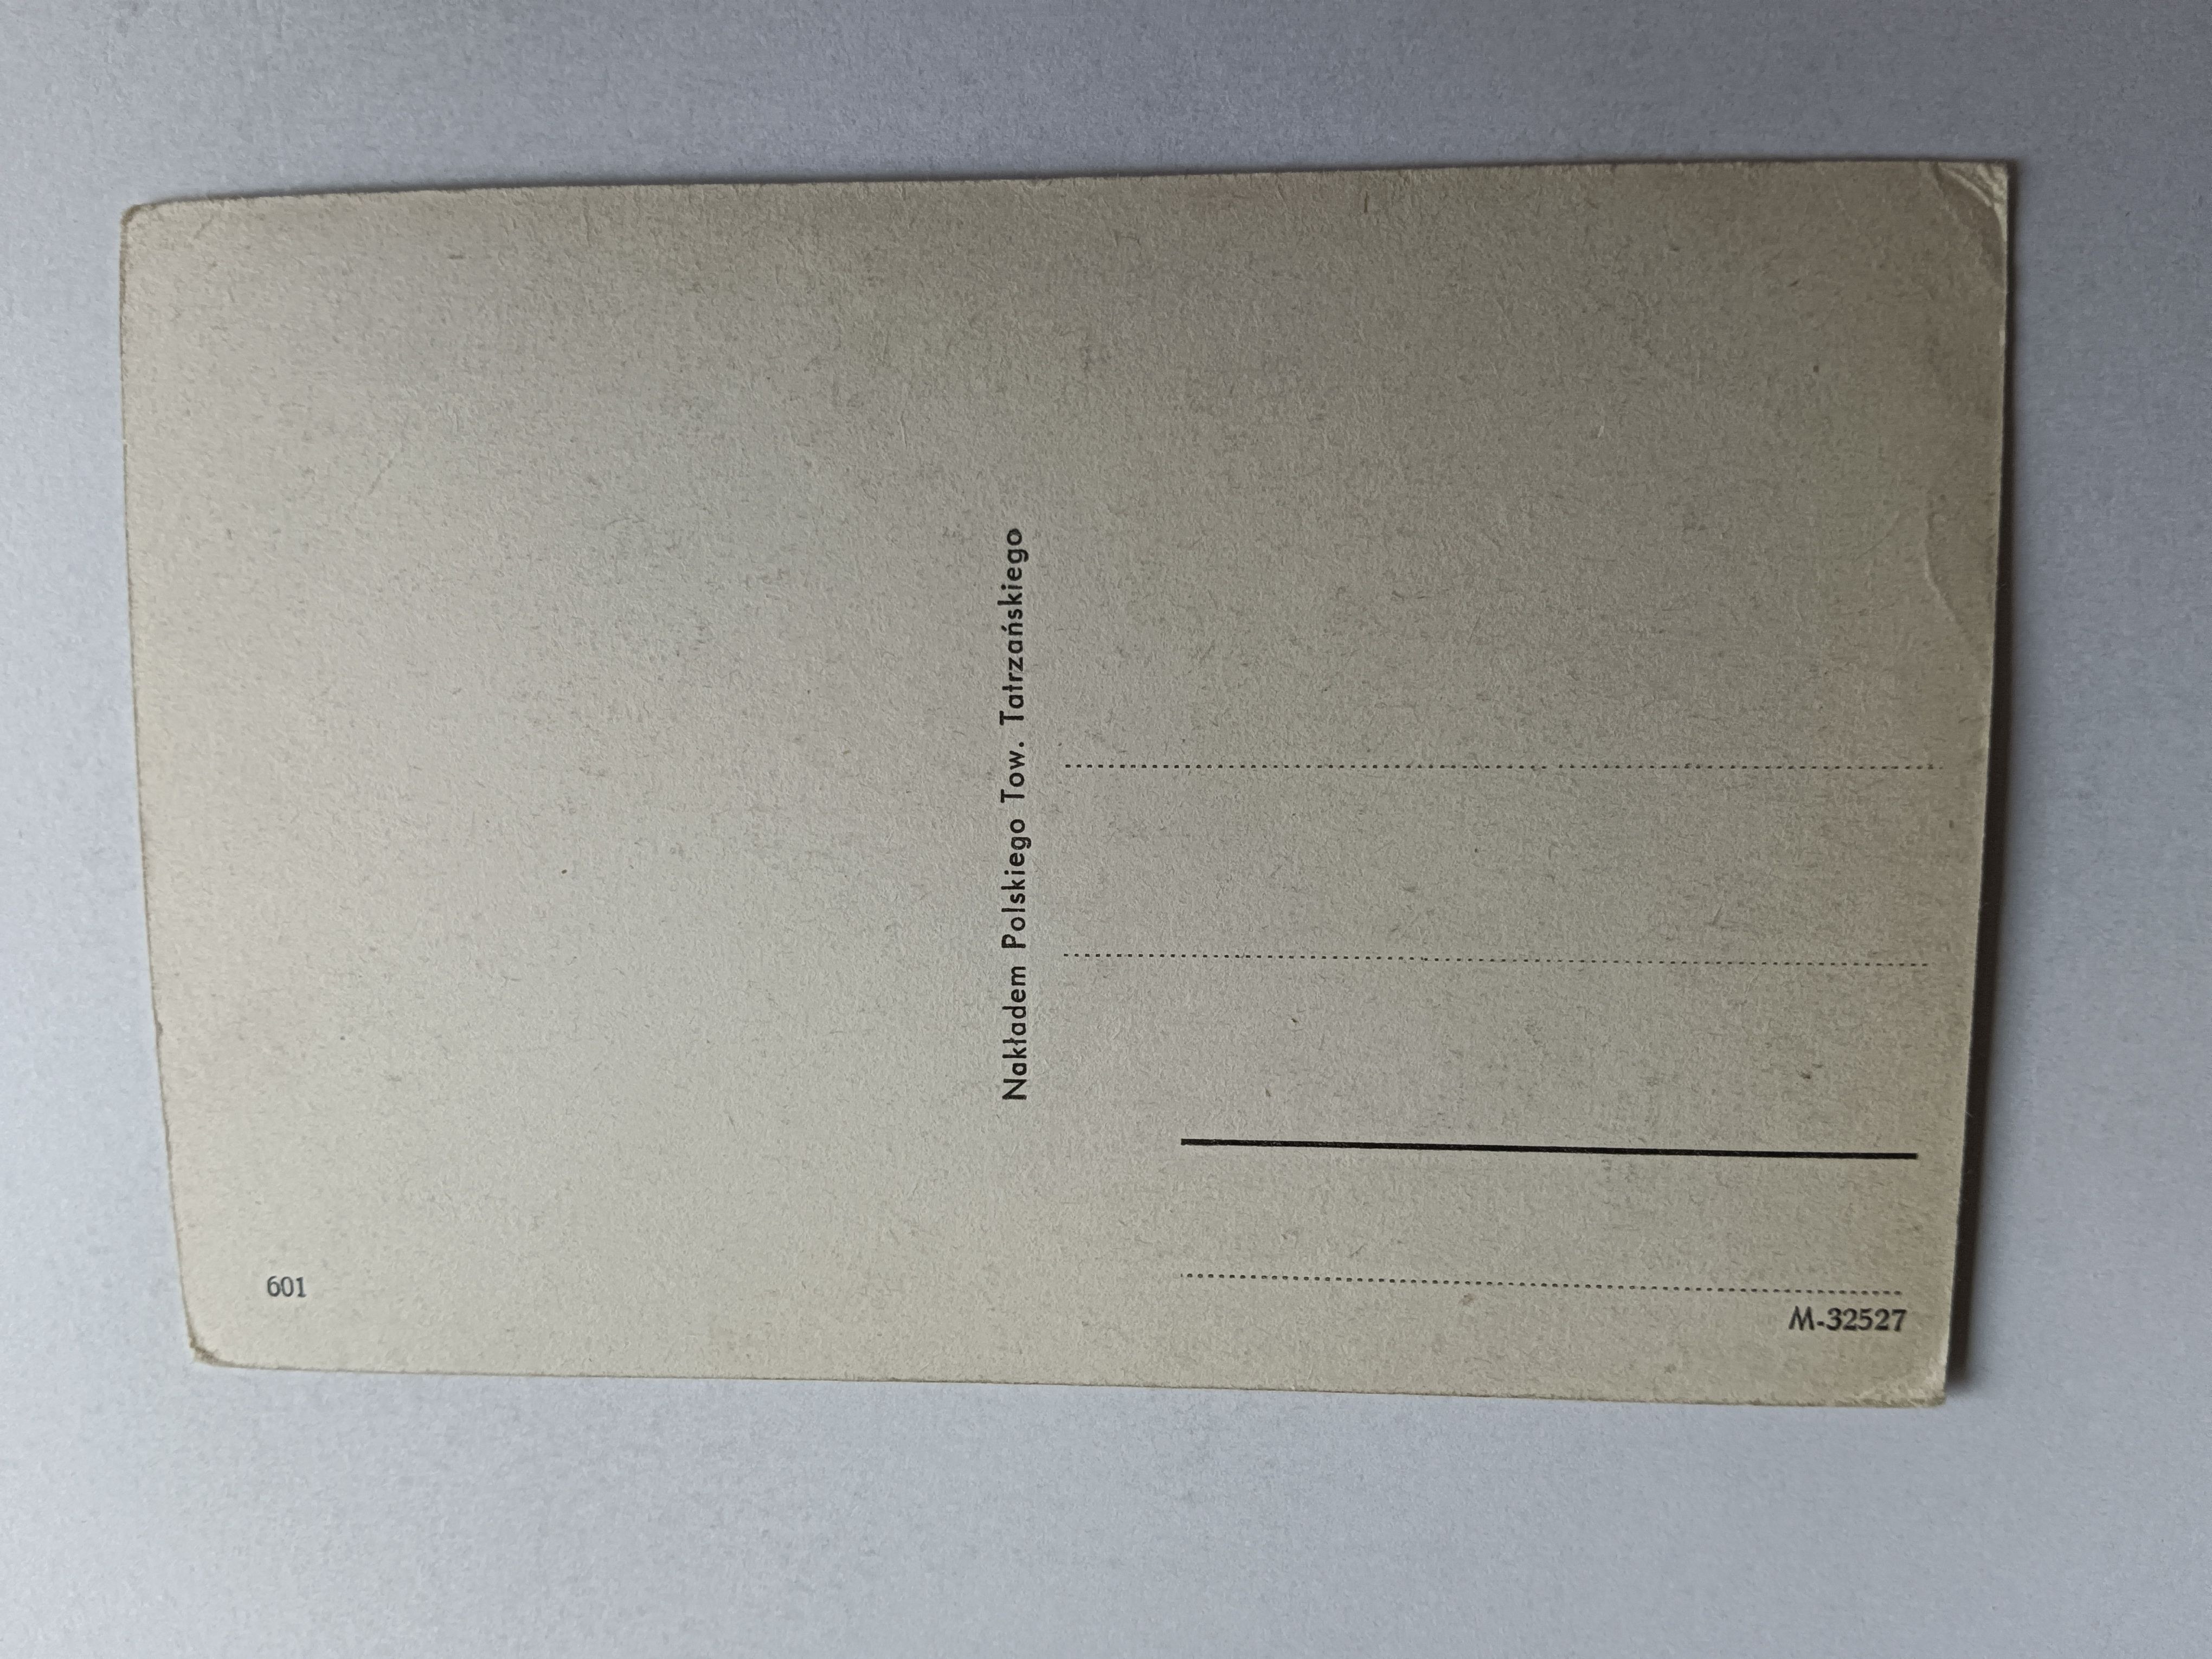 Nakładem Polskiego Tow. Tatrzańskiego
601
M-32527